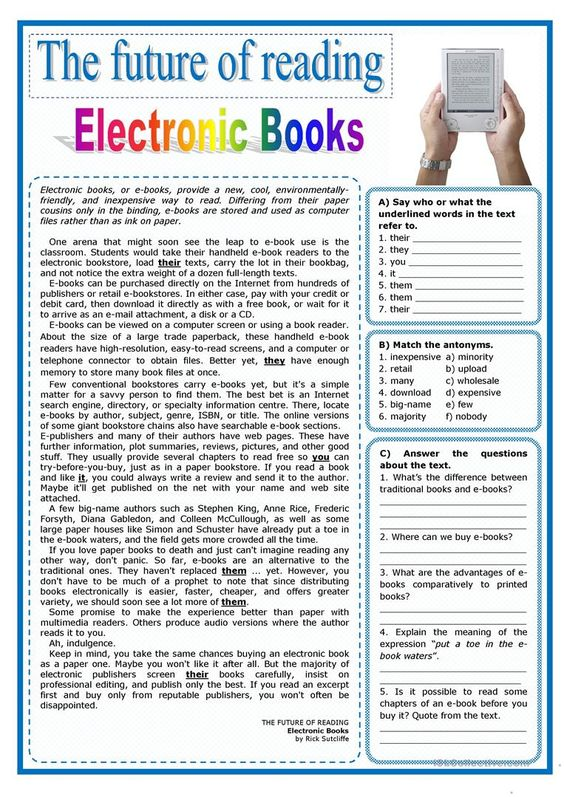 The future of reading
Electronic Books
Electronic books, or e-books, provide a new, cool, environmentally-
friendly, and inexpensive way to read. Differing from their paper
cousins only in the binding, e-books are stored and used as computer
files rather than as ink on paper.
One arena that might soon see the leap to e-book use is the
classroom. Students would take their handheld e-book readers to the
electronic bookstore, load their texts, carry the lot in their bookbag,
and not notice the extra weight of a dozen full-length texts.
E-books can be purchased directly on the Internet from hundreds of
publishers or retail e-bookstores. In either case, pay with your credit or
debit card, then download it directly as with a free book, or wait for it
to arrive as an e-mail attachment, a disk or a CD.
E-books can be viewed on a computer screen or using a book reader.
About the size of a large trade paperback, these handheld e-book
readers have high-resolution, easy-to-read screens, and a computer or
telephone connector to obtain files. Better yet, they have enough
memory to store many book files at once.
Few conventional bookstores carry e-books yet, but it's a simple
matter for a savvy person to find them. The best bet is an Internet
search engine, directory, or specialty information centre. There, locate
e-books by author, subject, genre, ISBN, or title. The online versions
of some giant bookstore chains also have searchable e-book sections.
E-publishers and many of their authors have web pages. These have
further information, plot summaries, reviews, pictures, and other good
stuff. They usually provide several chapters to read free so you can
try-before-you-buy, just as in a paper bookstore. If you read a book
and like it, you could always write a review and send it to the author.
Maybe it'll get published on the net with your name and web site
attached.
A few big-name authors such as Stephen King, Anne Rice, Frederic
Forsyth, Diana Gabledon, and Colleen McCullough, as well as some
large paper houses like Simon and Schuster have already put a toe in
the e-book waters, and the field gets more crowded all the time.
If you love paper books to death and just can't imagine reading any
other way, don't panic. So far, e-books are an alternative to the
traditional ones. They haven't replaced them ... yet. However, you
don't have to be much of a prophet to note that since distributing
books electronically is easier, faster, cheaper, and offers greater
variety, we should soon see a lot more of them.
Some promise to make the experience better than paper with
multimedia readers. Others produce audio versions where the author
reads it to you.
Ah, indulgence.
Keep in mind, you take the same chances buying an electronic book
as a paper one. Maybe you won't like it after all. But the majority of
electronic publishers screen their books carefully, insist on
professional editing, and publish only the best. If you read an excerpt
first and buy only from reputable publishers, you won't often be
disappointed.
THE FUTURE OF READING
Electronic Books
by Rick Sutcliffe
A) Say who or what the
underlined words in the text
refer to.
1. their
2. they
3. you
4. it
5. them
6. them
7. their
B) Match the antonyms.
1. inexpensive a) minority
2. retail b) upload
3. many c) wholesale
4. download d) expensive
5. big-name e) few
6. majority f) nobody
C) Answer the questions
about the text.
1. What's the difference between
traditional books and e-books?
2. Where can we buy e-books?
3. What are the advantages of e-
books comparatively to printed
books?
4. Explain the meaning of the
expression "put a toe in the e-
book waters".
5. Is it possible to read some
chapters of an e-book before you
buy it? Quote from the text.